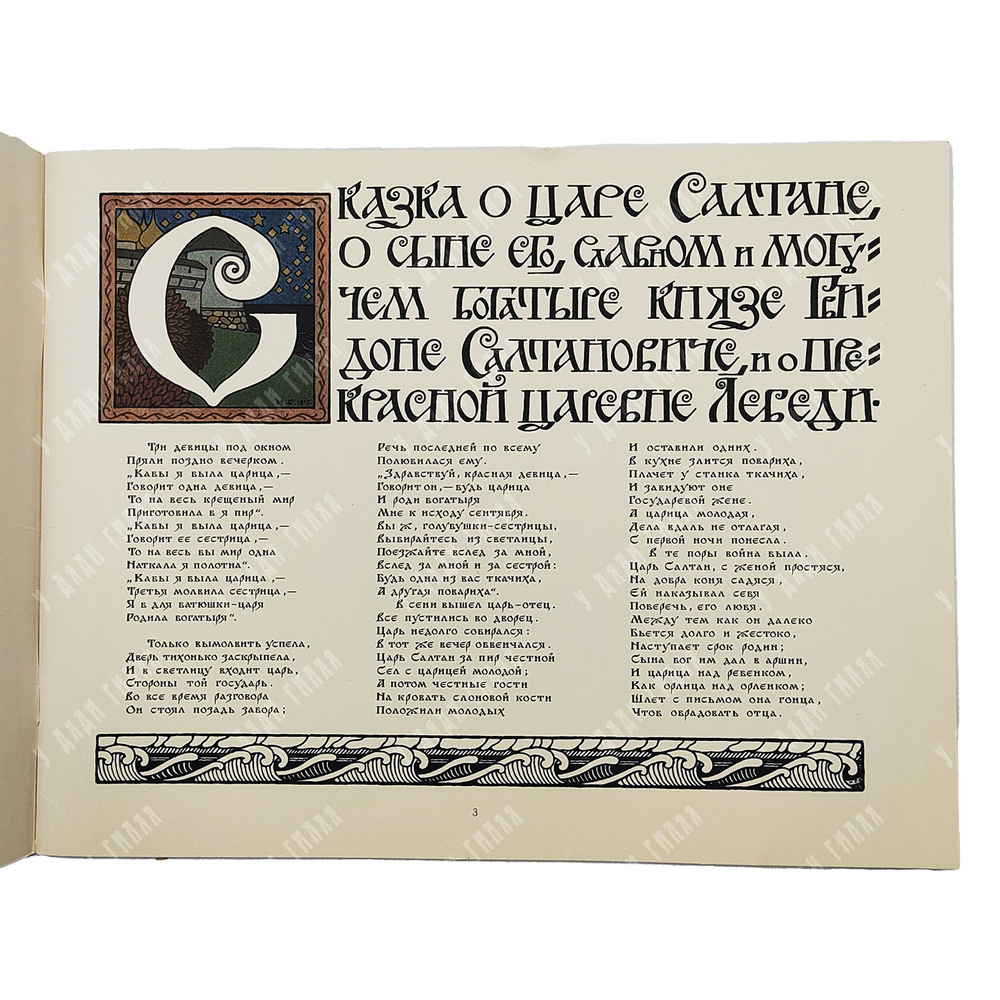 СКАЗКА О ЦАРЕ САЛТАНЕ,
О СЫНЕ ЕГО, СЛАВНОМ И МОГУ-
ЧЕМ БОГАТЫРЕ КНЯЗЕ ГВИ-
ДОНЕ САЛТАНОВИЧЕ, И О ПРЕ-
КРАСНОЙ ЦАРЕВНЕ ЛЕБЕДИ.
Три девицы под окном
Пряли поздно вечерком.
„Кабы я была царица,—
Говорит одна девица,—
То на весь крещеный мир
Приготовила б я пир“.
„Кабы я была царица,—
Говорит ее сестрица,—
То на весь бы мир одна
Наткала я полотна“.
„Кабы я была царица,—
Третья молвила сестрица,—
Я б для батюшки-царя
Родила богатыря“.
Только вымолвить успела,
Дверь тихонько заскрыпела,
И в светлицу входит царь,
Стороны той государь.
Во все время разговора
Он стоял позадь забора;
Речь последней по всему
Полюбилася ему.
„Здравствуй, красная девица,—
Говорит он,—будь царица
И роди богатыря
Мне к исходу сентября.
Вы ж, голубушки-сестрицы,
Выбирайтесь из светлицы,
Поезжайте вслед за мной,
Вслед за мной и за сестрой:
Будь одна из вас ткачиха,
А другая повариха“.
В сени вышел царь-отец.
Все пустились во дворец.
Царь недолго собирался:
В тот же вечер обвенчался.
Царь Салтан за пир честной
Сел с царицей молодой;
А потом честные гости
На кровать слоновой кости
Положили молодых
И оставили одних.
В кухне злится повариха,
Плачет у станка ткачиха,
И завидуют оне
Государевой жене.
А царица молодая,
Дела вдаль не отлагая,
С первой ночи понесла.
В те поры война была.
Царь Салтан, с женой простяся,
На добра коня садяся,
Ей наказывал себя
Поберечь, его любя.
Между тем как он далеко
Бьется долго и жестоко,
Наступает срок родин;
Сына бог им дал в аршин,
И царица над ребенком,
Как орлица над орленком;
Шлет с письмом она гонца,
Чтоб обрадовать отца.
3
У ДЯДИ ГИЛЯЯ